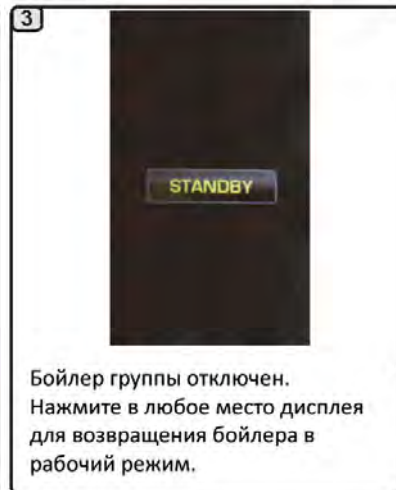 3
STANDBY
Бойлер группы отключен.
Нажмите в любое место дисплея
для возвращения бойлера в
рабочий режим.